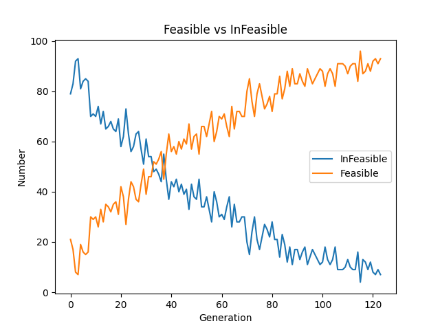 Feasible vs InFeasible
100
80
60
40
20
0
Number
InFeasible
Feasible
0 20 40 60 80 100 120
Generation